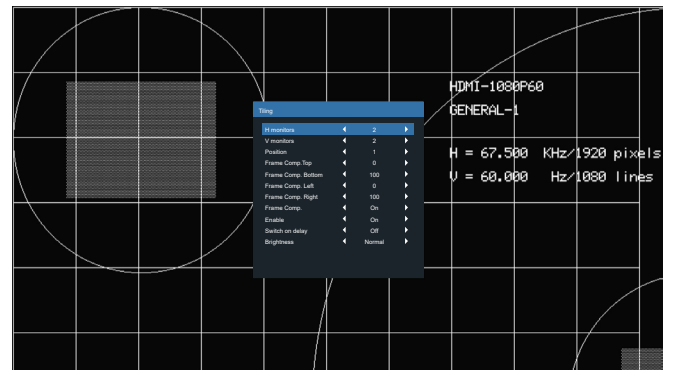 HDMI-1080P60
GENERAL-1
H = 67.500 KHz/1920 pixels
V = 60.000 Hz/1080 lines
Tiling
H monitors 2
V monitors 2
Position 1
Frame Comp.Top 0
Frame Comp. Bottom 100
Frame Comp. Left 0
Frame Comp. Right 100
Frame Comp. On
Enable On
Switch on delay Off
Brightness Normal